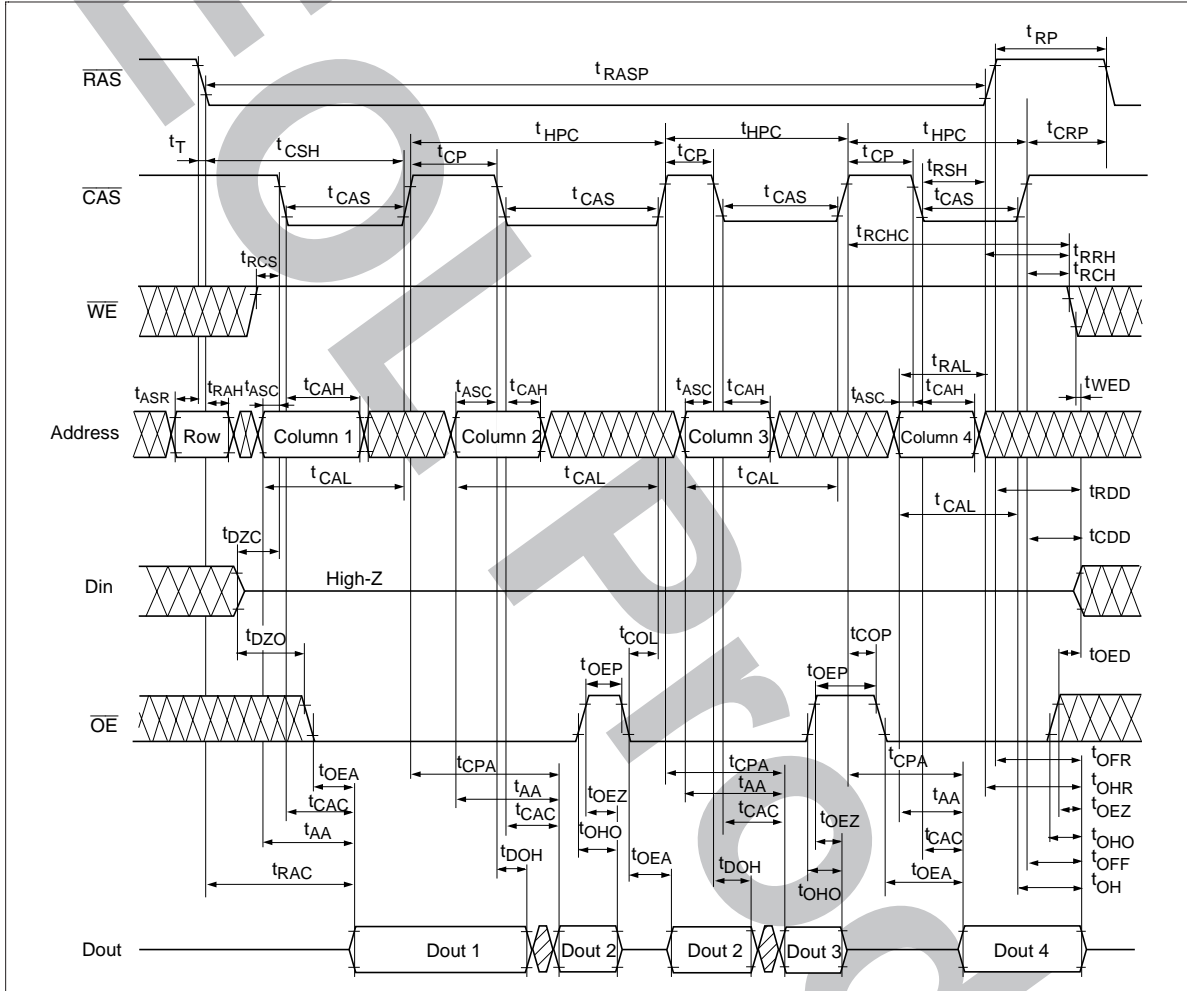 tRP
RAS
tRASP
tT
tCSH
tHPC
tHPC
tHPC
tCRP
tCP
tCP
tCP
tRSH
CAS
tCAS
tCAS
tCAS
tCAS
tRCHC
tRRH
tRCS
tRCH
WE
tRAL
tWED
tASR
tRAH
tASC
tCAH
tASC
tCAH
tASC
tCAH
tASC
tCAH
Address
Row
Column 1
Column 2
Column 3
Column 4
tCAL
tCAL
tCAL
tCAL
tRDD
tCDD
tDZC
Din
High-Z
tDZO
tCOL
tCOP
tOED
tOEP
tOEP
OE
tCPA
tCPA
tCPA
tOFR
tOEA
tAA
tAA
tAA
tOHR
tCAC
tOEZ
tCAC
tOEZ
tOEZ
tAA
tCAC
tOHO
tCAC
tOHO
tRAC
tDOH
tOEA
tDOH
tOHO
tOEA
tOFF
tOH
Dout
Dout 1
Dout 2
Dout 2
Dout 3
Dout 4
EOL Pro